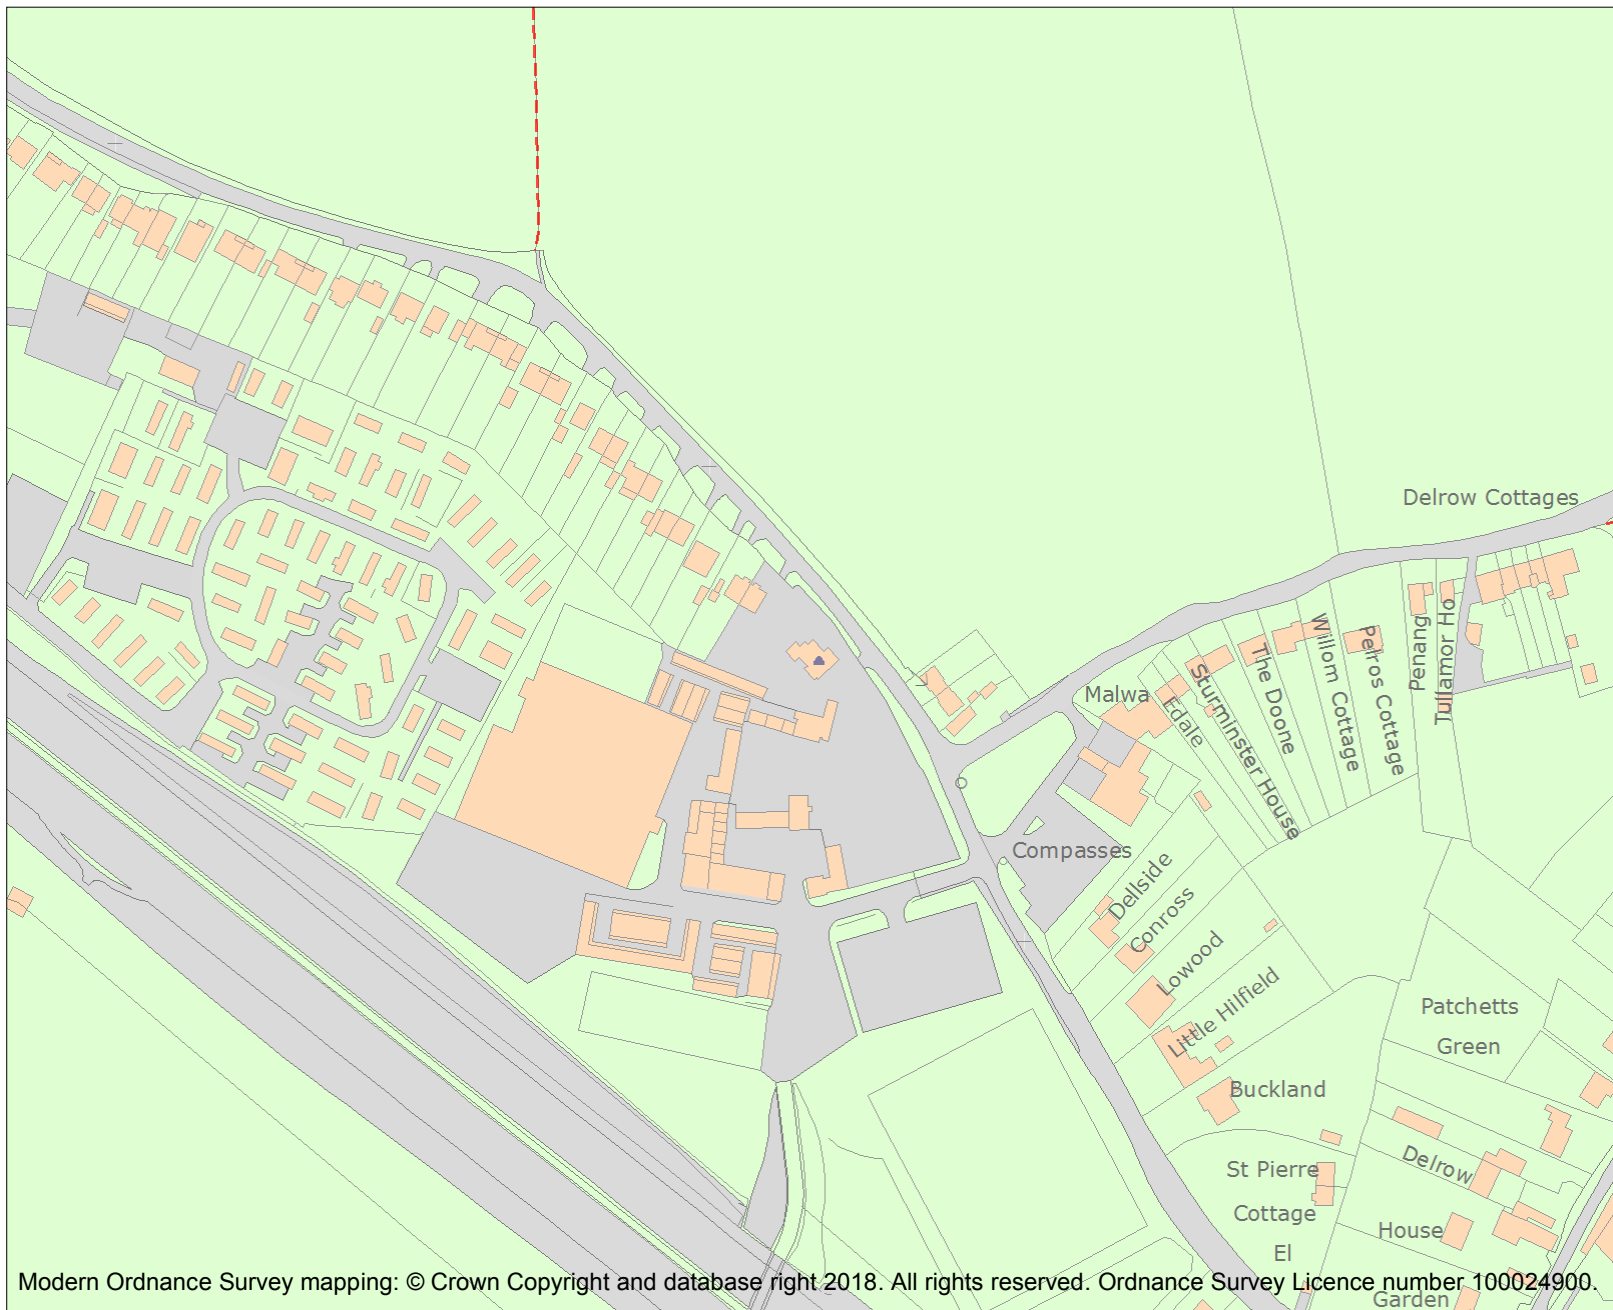 Delrow Cottages
Malwa
Edale
Sturminster House
The Doone
Willom Cottage
Pelros Cottage
Penang
Tullamor Ho
Compasses
Dellside
Conross
Lowood
Little Hilfield
Patchetts
Green
Buckland
St Pierre
Cottage
El
Delrow
House
Garden
Modern Ordnance Survey mapping: © Crown Copyright and database right 2018. All rights reserved. Ordnance Survey Licence number 100024900.